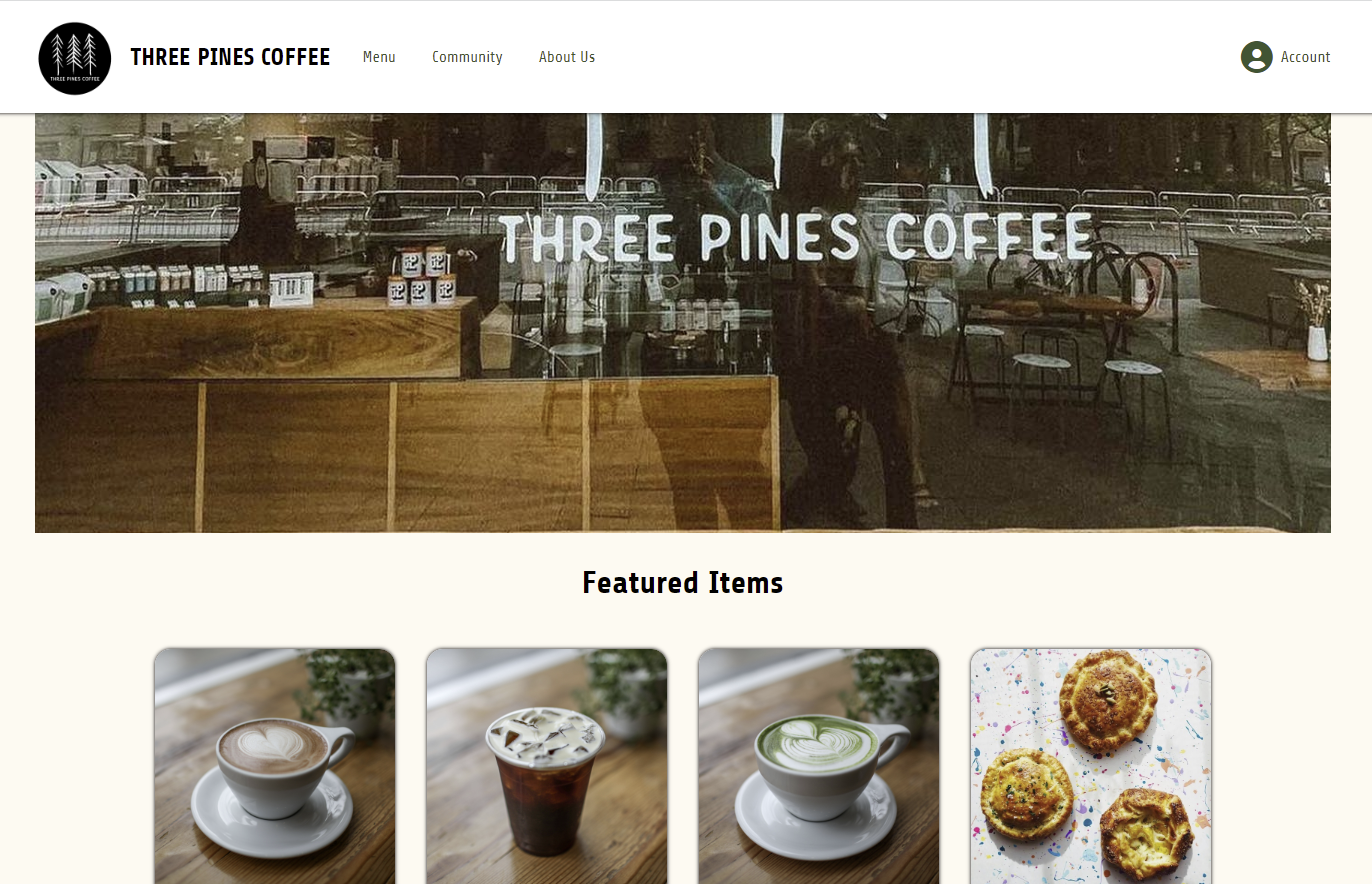 THREE PINES COFFEE
THREE PINES COFFEE
Menu
Community
About Us
Account
THREE PINES COFFEE
Featured Items